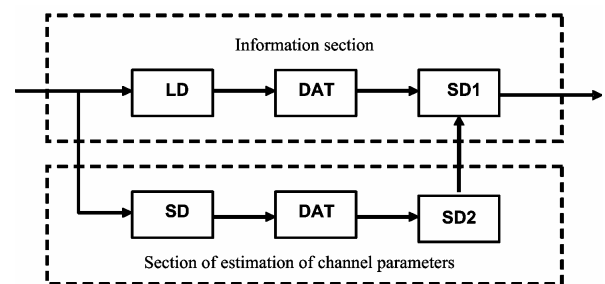 Information section
LD DAT SD1
SD DAT SD2
Section of estimation of channel parameters